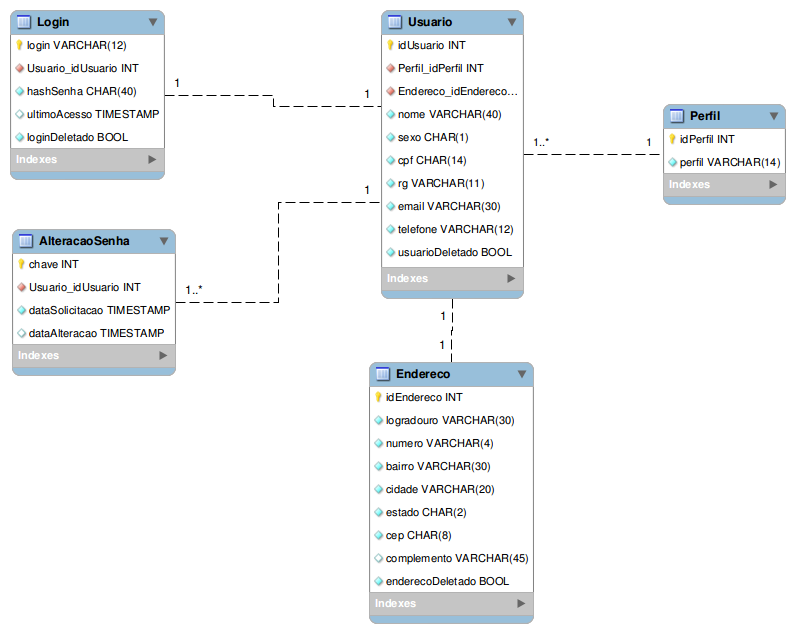 Login
login VARCHAR(12)
Usuario_idUsuario INT
hashSenha CHAR(40)
ultimoAcesso TIMESTAMP
loginDeletado BOOL
Indexes
1
1
Usuario
idUsuario INT
Perfil_idPerfil INT
Endereco_idEndereco...
nome VARCHAR(40)
sexo CHAR(1)
cpf CHAR(14)
rg VARCHAR(11)
email VARCHAR(30)
telefone VARCHAR(12)
usuarioDeletado BOOL
Indexes
1..*
1
Perfil
idPerfil INT
perfil VARCHAR(14)
Indexes
AlteracaoSenha
chave INT
Usuario_idUsuario INT
dataSolicitacao TIMESTAMP
dataAlteracao TIMESTAMP
Indexes
1..*
1
1
1
Endereco
idEndereco INT
logradouro VARCHAR(30)
numero VARCHAR(4)
bairro VARCHAR(30)
cidade VARCHAR(20)
estado CHAR(2)
cep CHAR(8)
complemento VARCHAR(45)
enderecoDeletado BOOL
Indexes